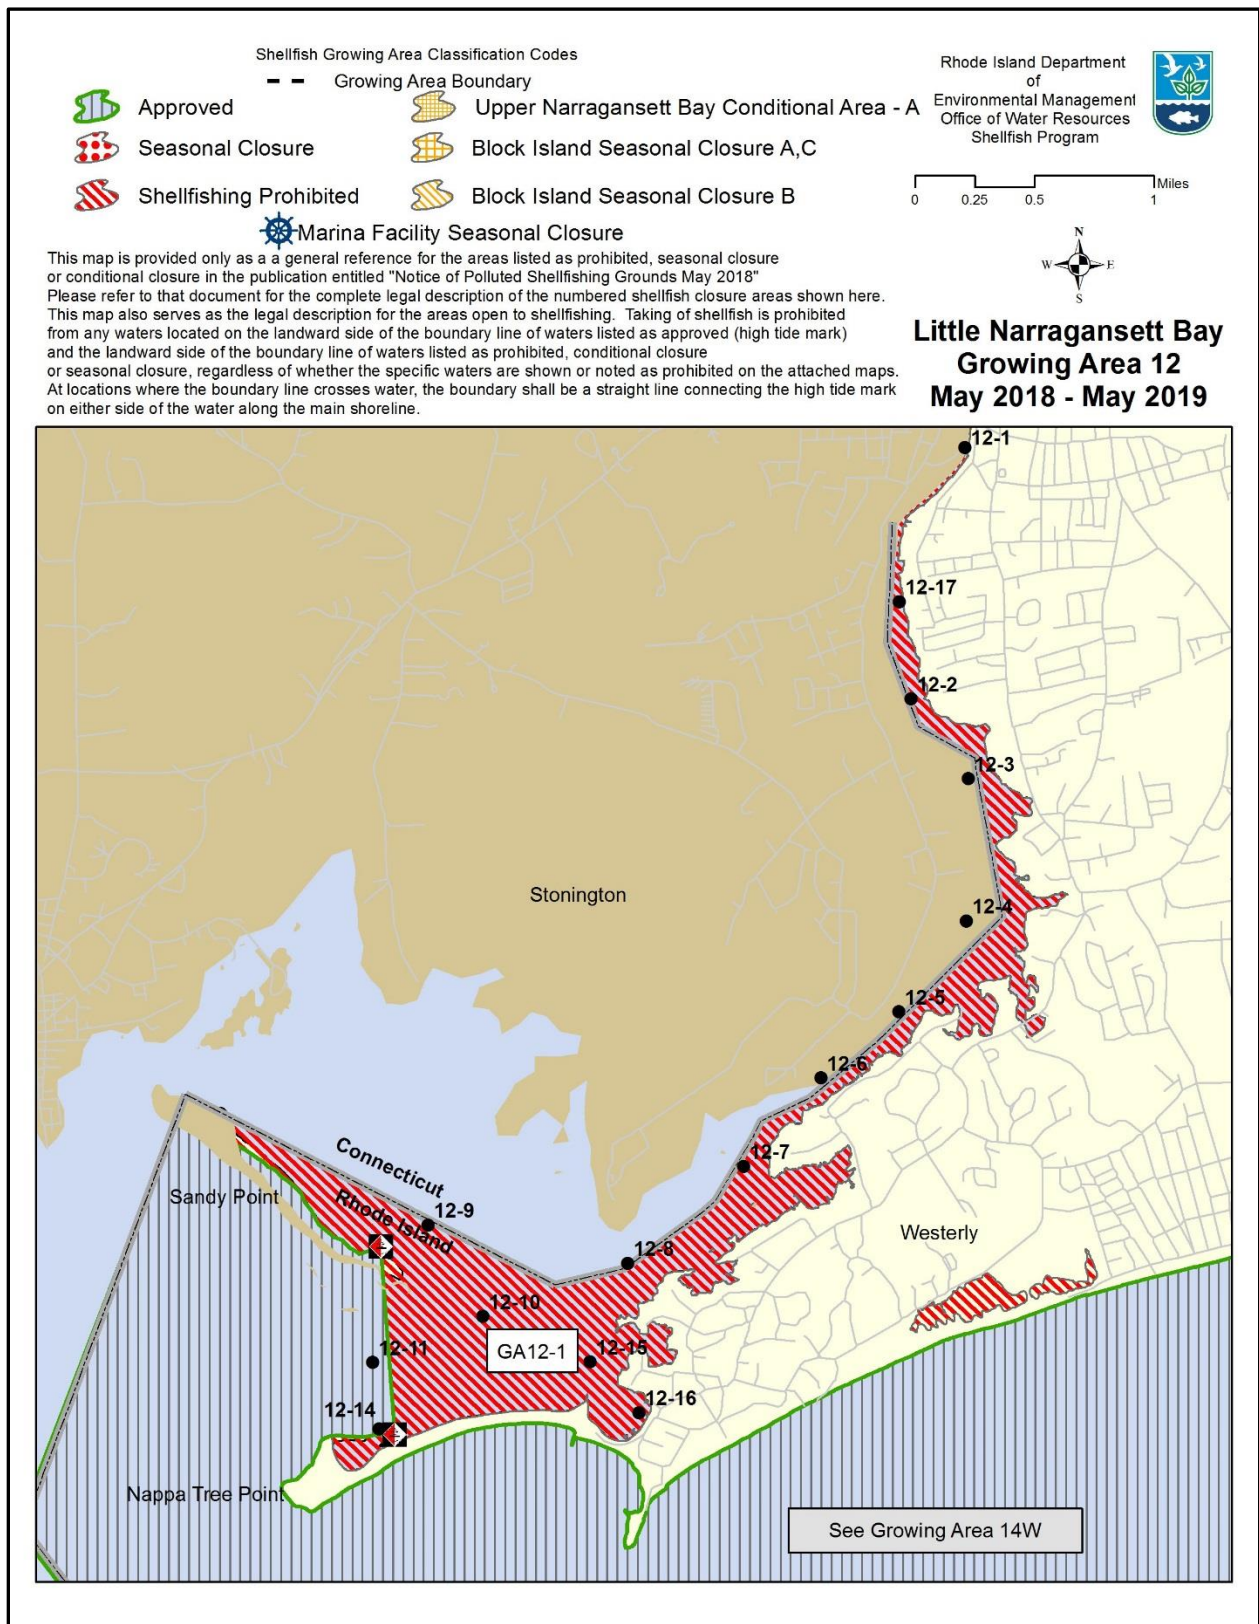 Shellfish Growing Area Classification Codes
Growing Area Boundary
Approved
Upper Narragansett Bay Conditional Area - A
Seasonal Closure
Block Island Seasonal Closure A,C
Shellfishing Prohibited
Block Island Seasonal Closure B
Marina Facility Seasonal Closure
Rhode Island Department
of
Environmental Management
Office of Water Resources
Shellfish Program
Miles
0 0.25 0.5 1
N
W E
S
This map is provided only as a a general reference for the areas listed as prohibited, seasonal closure
or conditional closure in the publication entitled "Notice of Polluted Shellfishing Grounds May 2018"
Please refer to that document for the complete legal description of the numbered shellfish closure areas shown here.
This map also serves as the legal description for the areas open to shellfishing. Taking of shellfish is prohibited
from any waters located on the landward side of the boundary line of waters listed as approved (high tide mark)
and the landward side of the boundary line of waters listed as prohibited, conditional closure
or seasonal closure, regardless of whether the specific waters are shown or noted as prohibited on the attached maps.
At locations where the boundary line crosses water, the boundary shall be a straight line connecting the high tide mark
on either side of the water along the main shoreline.
Little Narragansett Bay
Growing Area 12
May 2018 - May 2019
12-1
12-17
12-2
12-3
Stonington
12-4
12-5
12-6
Connecticut
12-7
Sandy Point
Rhode Island
12-9
Westerly
12-8
12-10
GA12-1
12-11
12-15
12-14
12-16
Nappa Tree Point
See Growing Area 14W